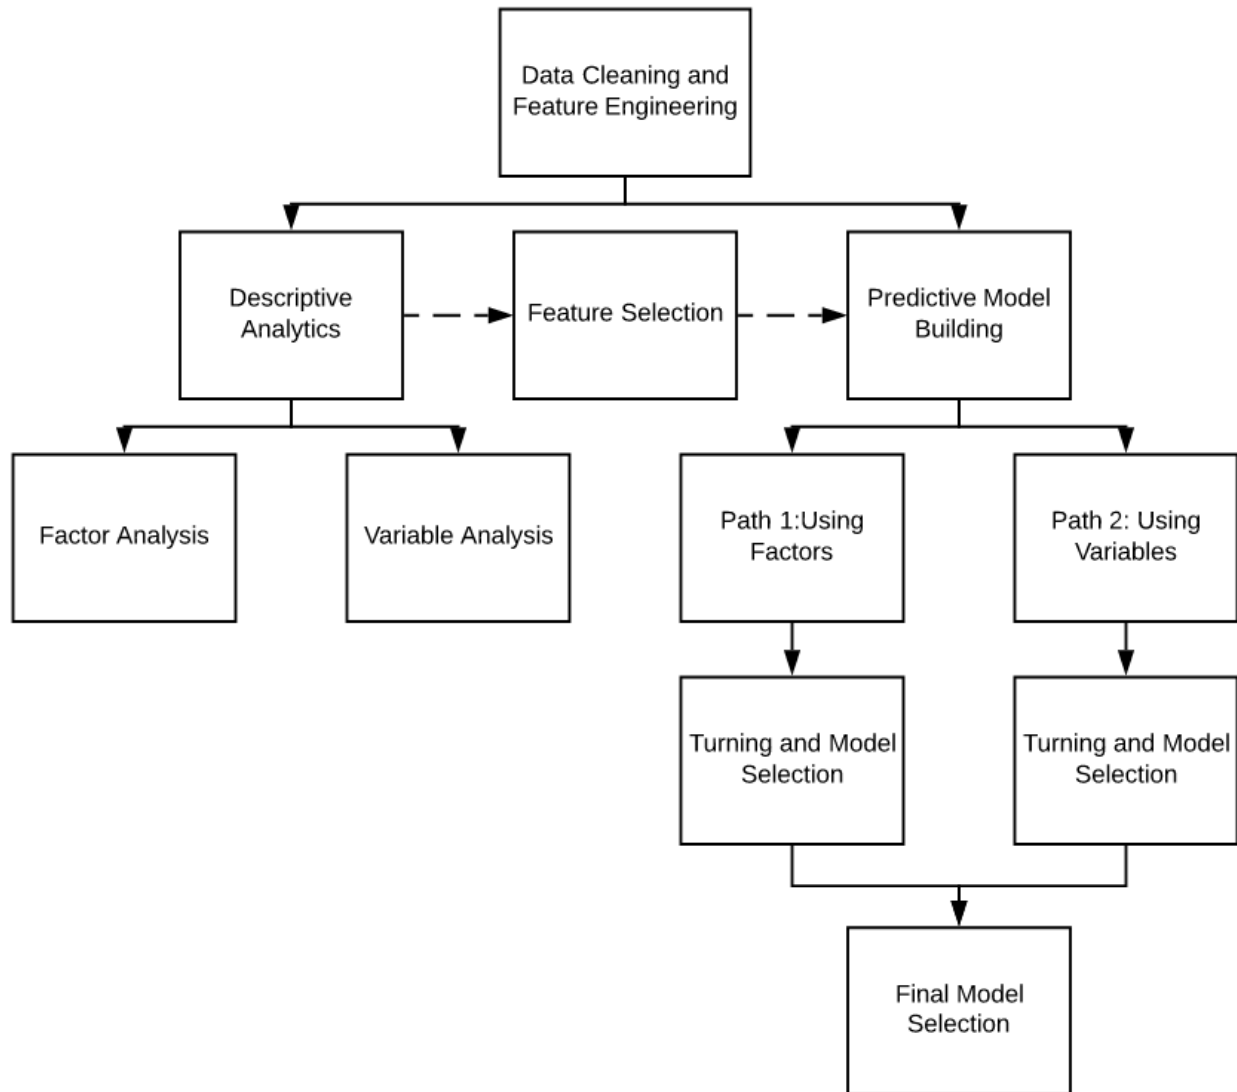 Data Cleaning and
Feature Engineering
Descriptive
Analytics
Feature Selection
Predictive Model
Building
Factor Analysis
Variable Analysis
Path 1:Using
Factors
Path 2: Using
Variables
Turning and Model
Selection
Turning and Model
Selection
Final Model
Selection